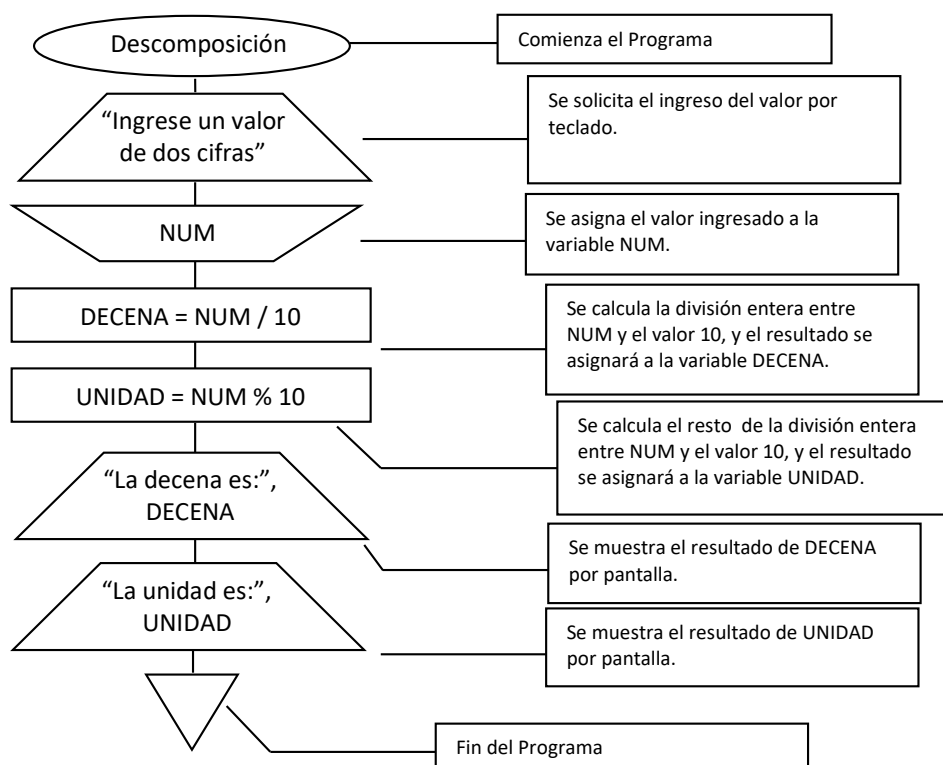 Descomposición
Comienza el Programa
“Ingrese un valor
de dos cifras”
Se solicita el ingreso del valor por
teclado.
NUM
Se asigna el valor ingresado a la
variable NUM.
DECENA = NUM / 10
Se calcula la división entera entre
NUM y el valor 10, y el resultado se
asignará a la variable DECENA.
UNIDAD = NUM % 10
Se calcula el resto de la división entera
entre NUM y el valor 10, y el resultado
se asignará a la variable UNIDAD.
“La decena es:”,
DECENA
Se muestra el resultado de DECENA
por pantalla.
“La unidad es:”,
UNIDAD
Se muestra el resultado de UNIDAD
por pantalla.
Fin del Programa